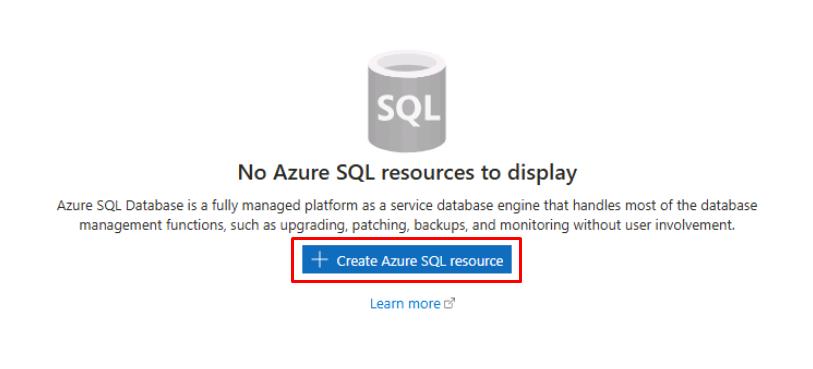 SQL
No Azure SQL resources to display
Azure SQL Database is a fully managed platform as a service database engine that handles most of the database
management functions, such as upgrading, patching, backups, and monitoring without user involvement.
+ Create Azure SQL resource
Learn more